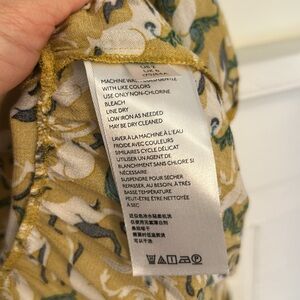 MACHINE WASH COLD GENTLE
WITH LIKE COLORS
USE ONLY NON-CHLORINE
BLEACH
LINE DRY
LOW IRON AS NEEDED
MAY BE DRY CLEANED
LAVER À LA MACHINE À L'EAU
FROIDE AVEC COULEURS
SIMILAIRES CYCLE DÉLICAT
UTILISER UN AGENT DE
BLANCHIMENT SANS CHLORE SI
NÉCESSAIRE
SUSPENDRE POUR SÉCHER
REPASSER, AU BESOIN, À TRÈS
BASSE TEMPÉRATURE
PEUT-ÊTRE ÊTRE NETTOYÉE
À SEC